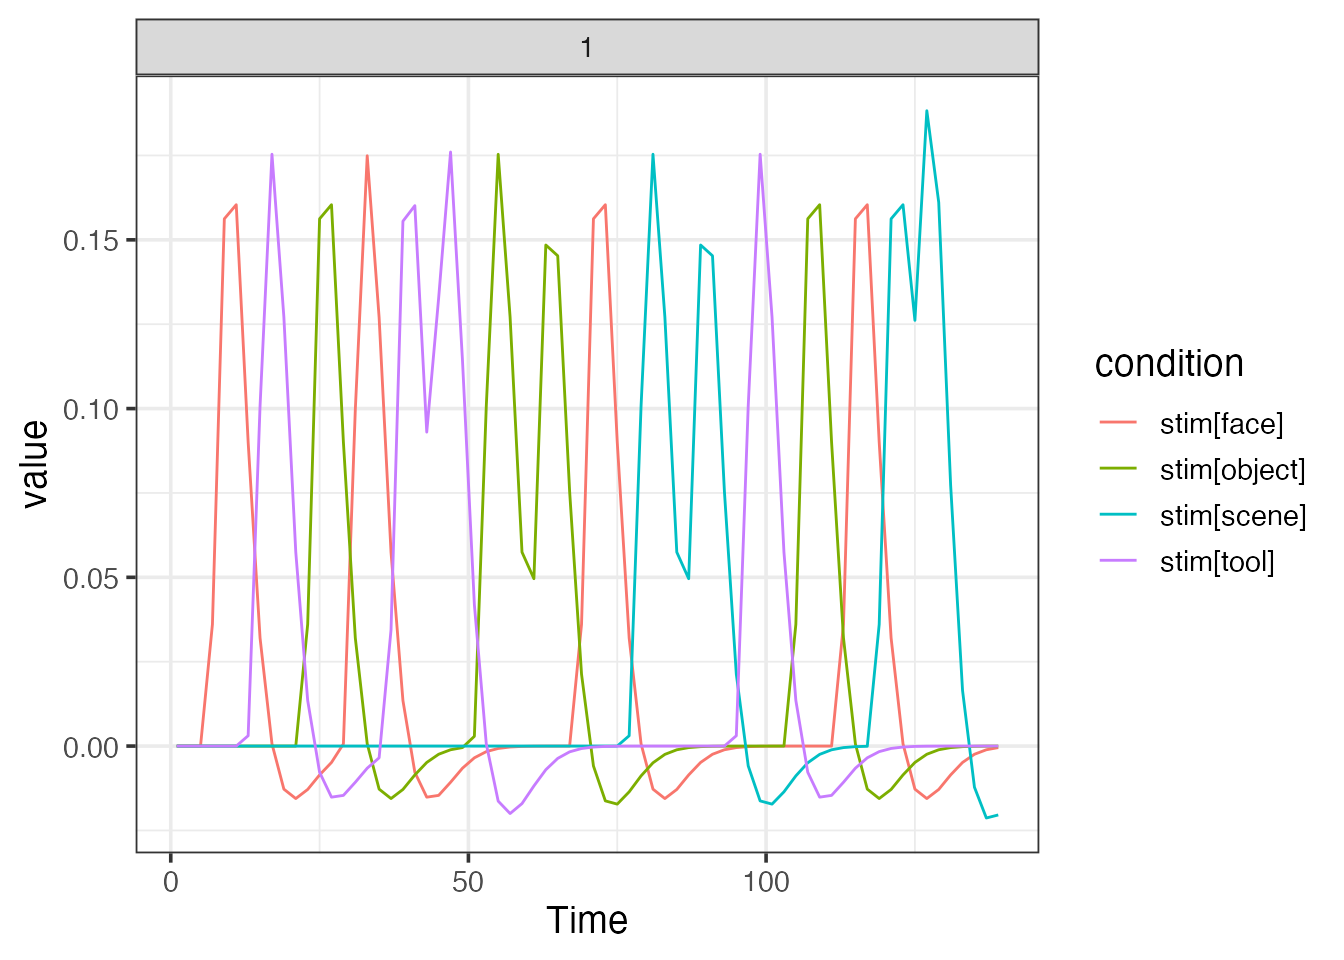 1
value
0.15
0.10
0.05
0.00
0
50
100
Time
condition
stim[face]
stim[object]
stim[scene]
stim[tool]